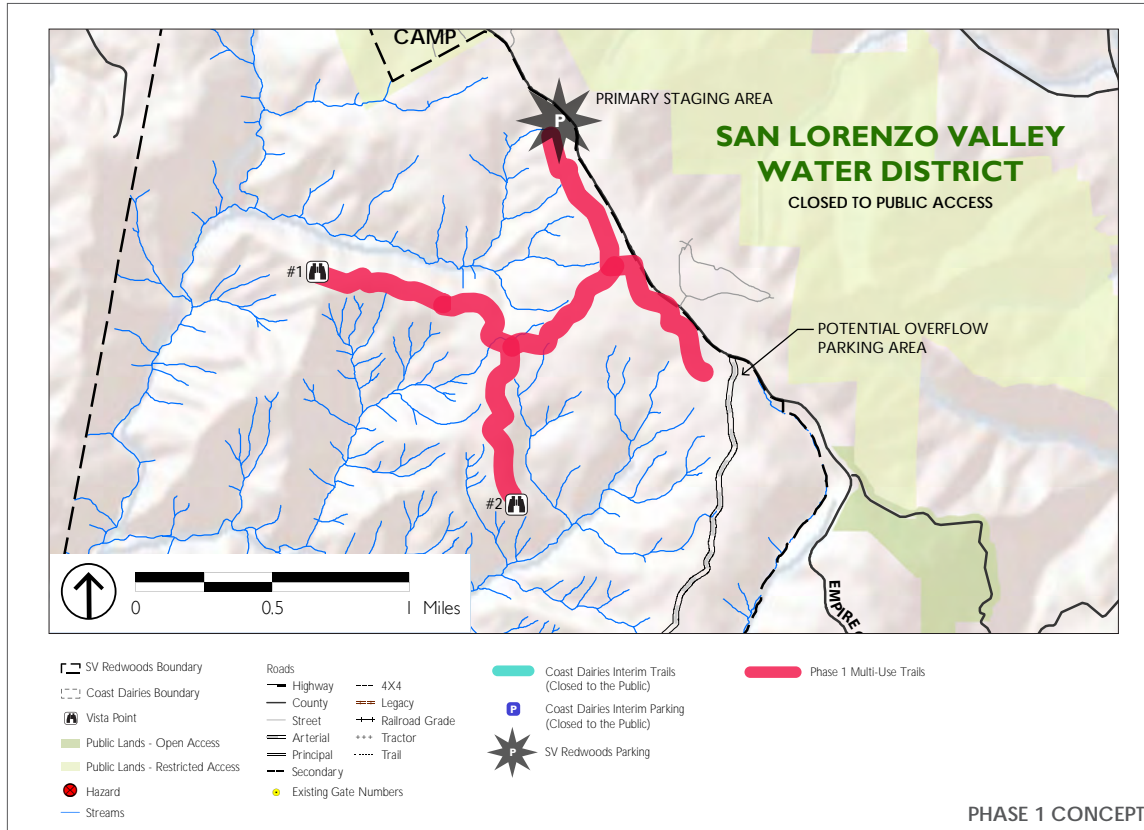 CAMP
PRIMARY STAGING AREA
P
SAN LORENZO VALLEY
WATER DISTRICT
CLOSED TO PUBLIC ACCESS
#1
POTENTIAL OVERFLOW
PARKING AREA
#2
EMPIRE
0 0.5 1 Miles
SV Redwoods Boundary
Coast Dairies Boundary
Vista Point
Public Lands - Open Access
Public Lands - Restricted Access
Hazard
Streams
Roads
Highway
County
Street
Arterial
Principal
Secondary
Existing Gate Numbers
4X4
Legacy
Railroad Grade
Tractor
Trail
Coast Dairies Interim Trails
(Closed to the Public)
P
Coast Dairies Interim Parking
(Closed to the Public)
P
SV Redwoods Parking
Phase 1 Multi-Use Trails
PHASE 1 CONCEPT